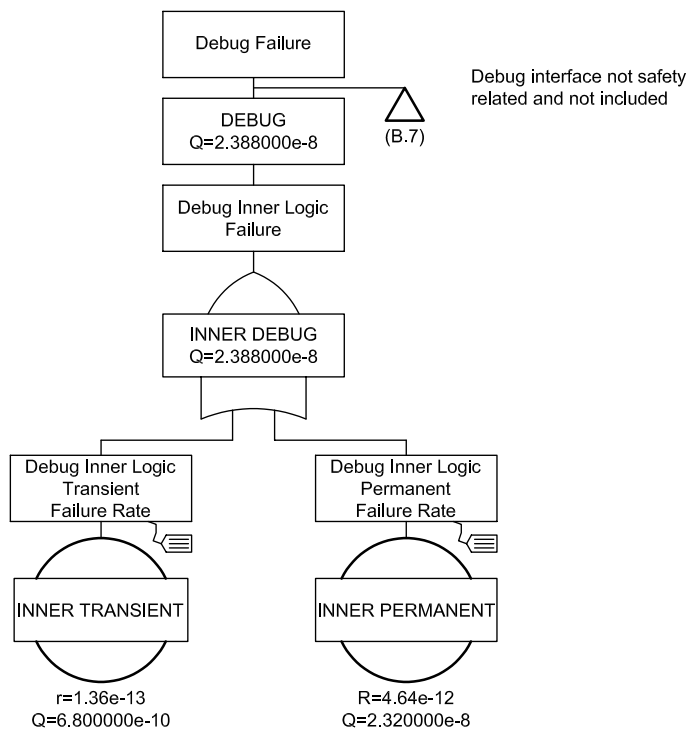 Debug Failure
Debug interface not safety
related and not included
(B.7)
DEBUG
Q=2.388000e-8
Debug Inner Logic
Failure
INNER DEBUG
Q=2.388000e-8
Debug Inner Logic
Transient
Failure Rate
Debug Inner Logic
Permanent
Failure Rate
INNER TRANSIENT
INNER PERMANENT
r=1.36e-13
Q=6.800000e-10
R=4.64e-12
Q=2.320000e-8